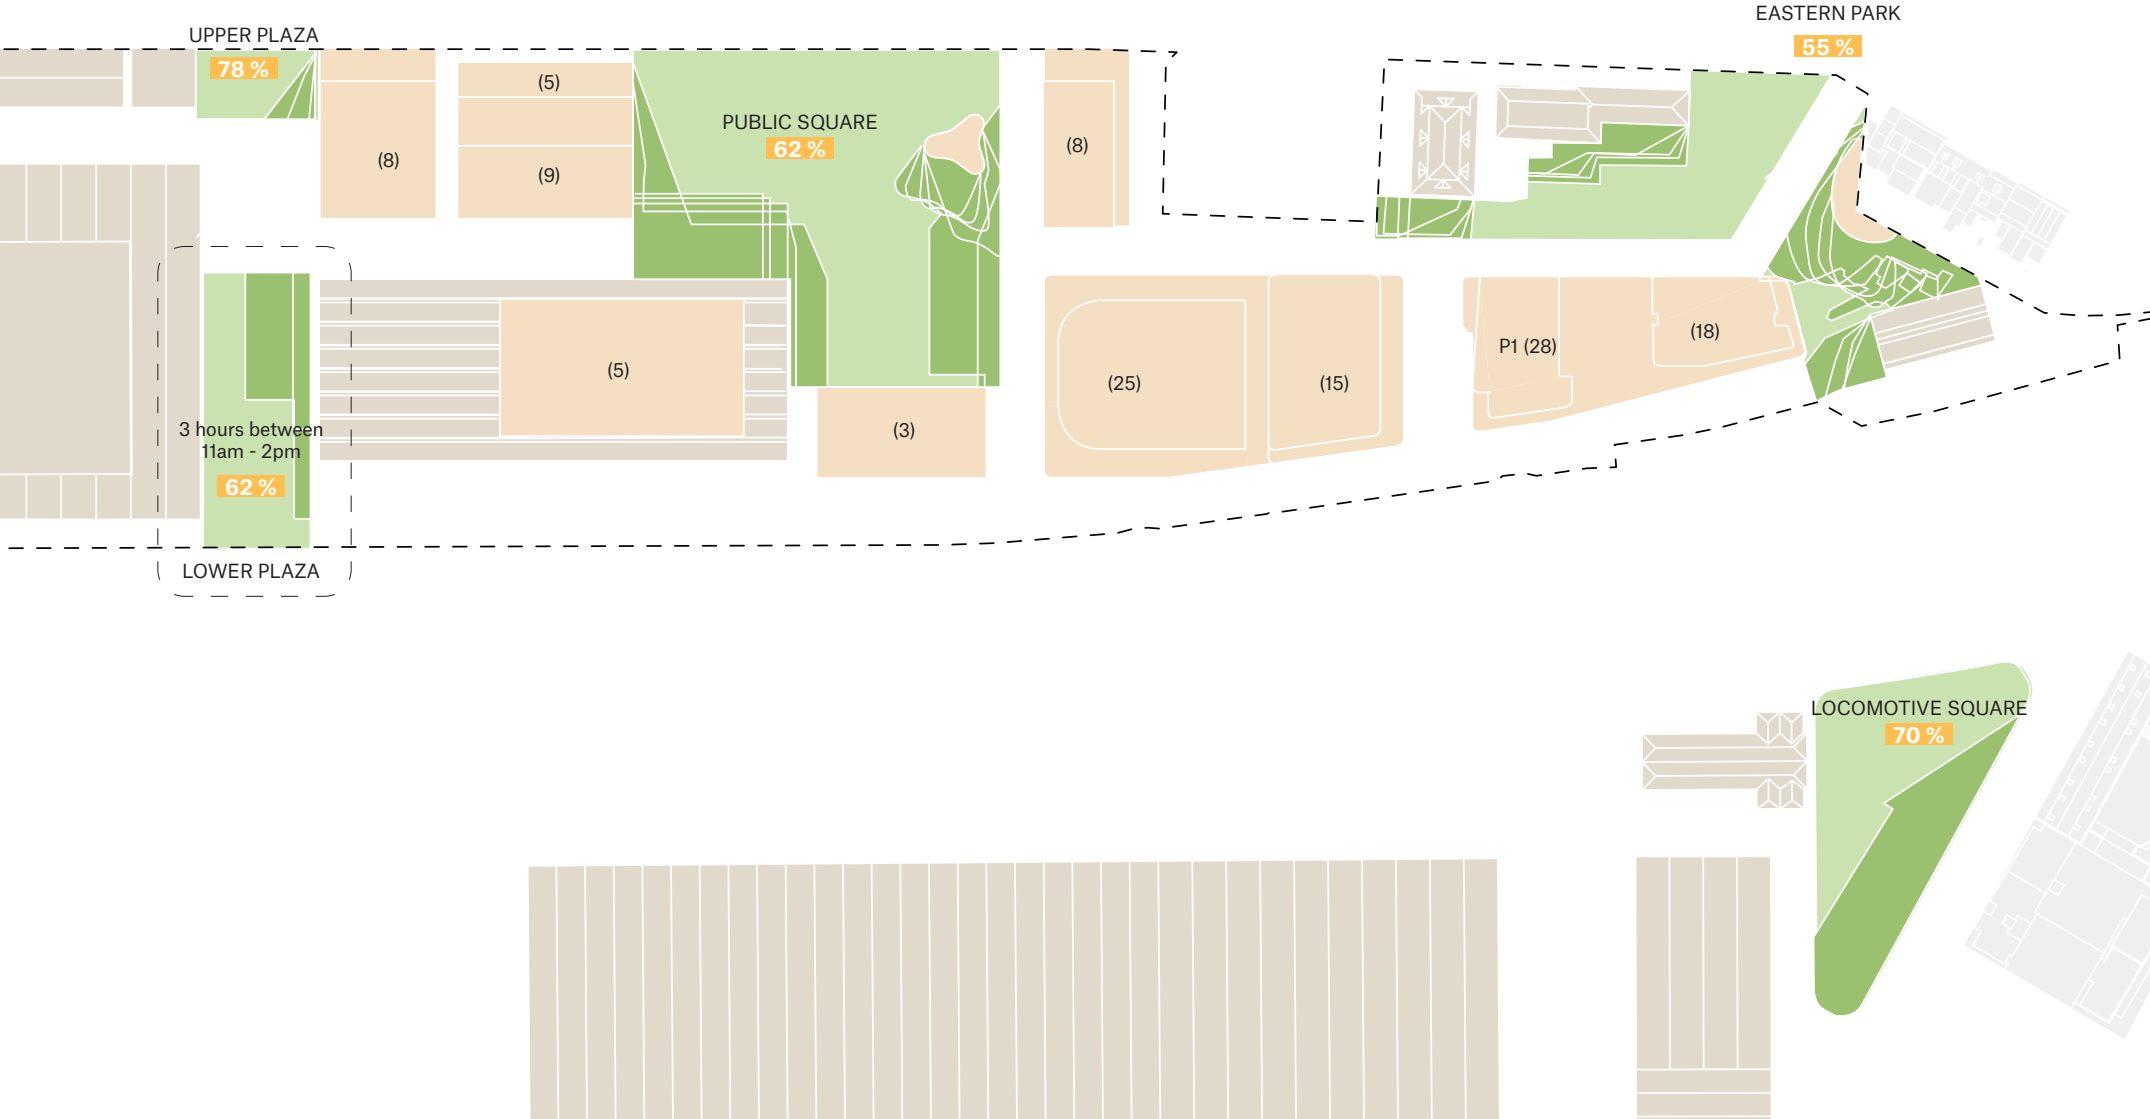 EASTERN PARK
55 %
UPPER PLAZA
78 %
(5)
PUBLIC SQUARE
62 %
(8)
(8)
(9)
P1 (28)
(18)
(5)
(25)
(15)
(3)
3 hours between
11am - 2pm
62 %
LOWER PLAZA
LOCOMOTIVE SQUARE
70 %